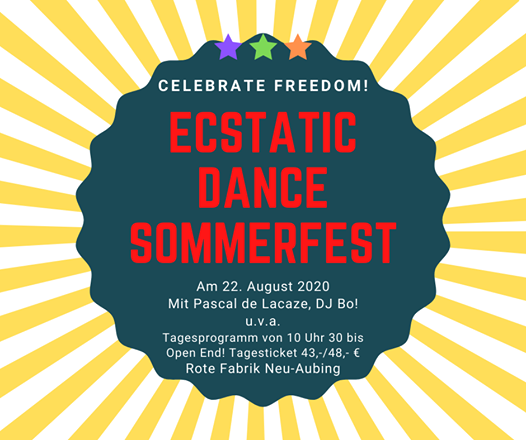 CELEBRATE FREEDOM!
ECSTATIC
DANCE
SOMMERFEST
Am 22. August 2020
Mit Pascal de Lacaze, DJ Bo!
u.v.a.
Tagesprogramm von 10 Uhr 30 bis
Open End! Tagesticket 43,-/48,- €
Rote Fabrik Neu-Aubing